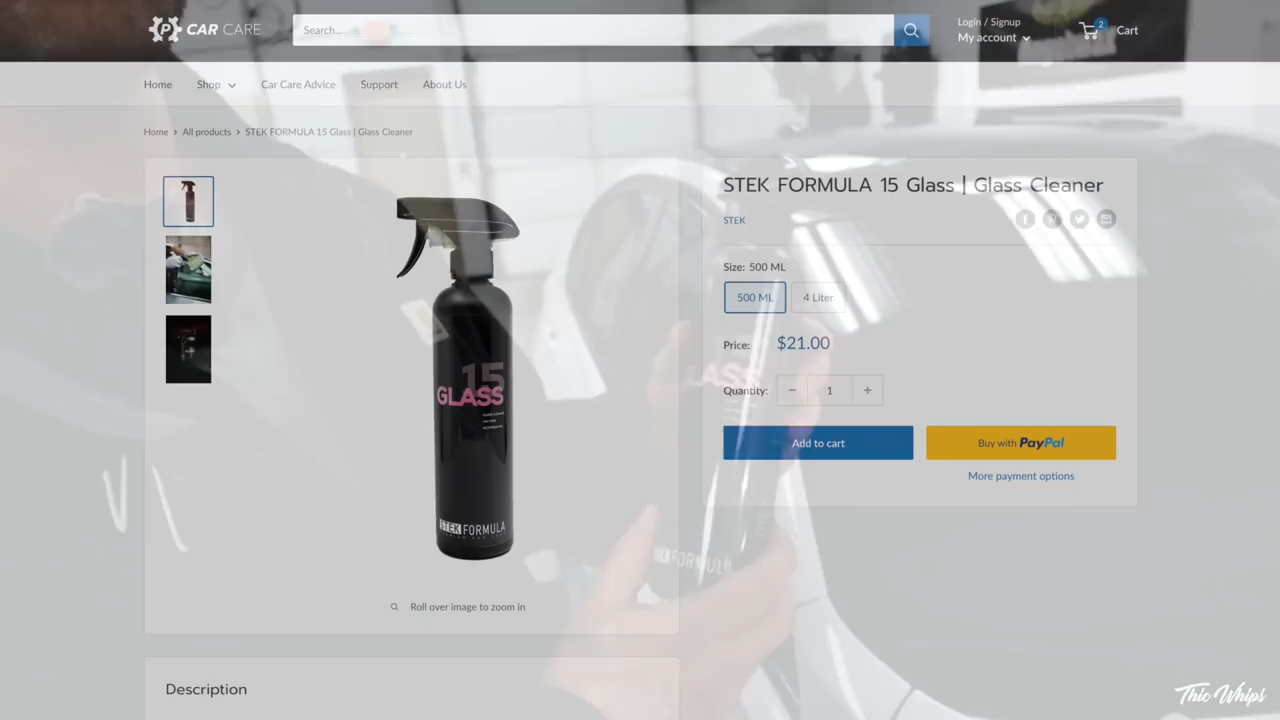 P CAR CARE
Search...
Login / Signup
My account
2
Cart
Home
Shop
Car Care Advice
Support
About Us
Home > All products > STEK FORMULA 15 Glass | Glass Cleaner
15
GLASS
STEK FORMULA
Roll over image to zoom in
STEK FORMULA 15 Glass | Glass Cleaner
STEK
Size: 500 ML
500 ML
4 Liter
Price: $21.00
Quantity: - 1 +
Add to cart
Buy with PayPal
More payment options
GLASS
FORMULA
Description
Thic Whips